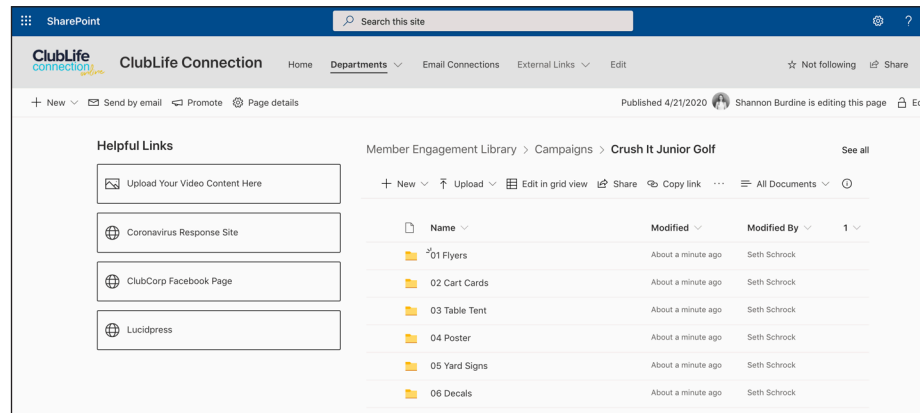 SharePoint
Search this site
?
ClubLife
connection
online
ClubLife Connection
Home
Departments
Email Connections
External Links
Edit
Not following
Share
New
Send by email
Promote
Page details
Published 4/21/2020
Shannon Burdine is editing this page
Helpful Links
Upload Your Video Content Here
Coronavirus Response Site
ClubCorp Facebook Page
Lucidpress
Member Engagement Library > Campaigns > Crush It Junior Golf
See all
New
Upload
Edit in grid view
Share
Copy link
...
All Documents
Name
Modified
Modified By
1
01 Flyers
About a minute ago
Seth Schrock
02 Cart Cards
About a minute ago
Seth Schrock
03 Table Tent
About a minute ago
Seth Schrock
04 Poster
About a minute ago
Seth Schrock
05 Yard Signs
About a minute ago
Seth Schrock
06 Decals
About a minute ago
Seth Schrock